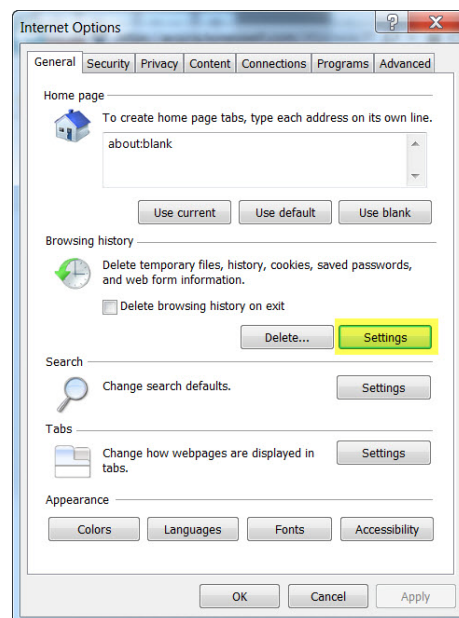 Internet Options
General Security Privacy Content Connections Programs Advanced
Home page
To create home page tabs, type each address on its own line.
about:blank
Use current Use default Use blank
Browsing history
Delete temporary files, history, cookies, saved passwords,
and web form information.
Delete browsing history on exit
Delete... Settings
Search
Change search defaults. Settings
Tabs
Change how webpages are displayed in Settings
tabs.
Appearance
Colors Languages Fonts Accessibility
OK Cancel Apply